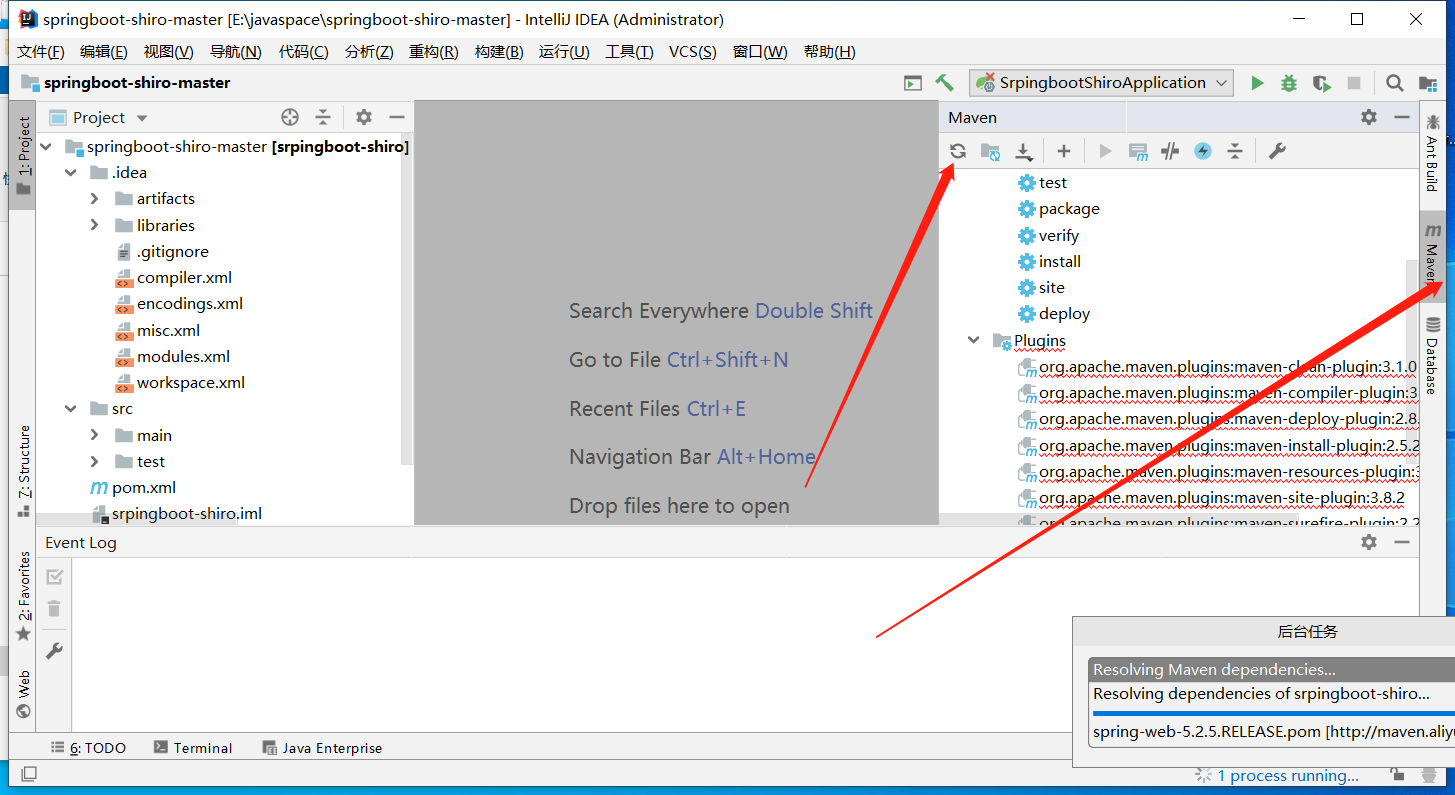 springboot-shiro-master [E:\javaspace\springboot-shiro-master] - IntelliJ IDEA (Administrator)
文件(F) 编辑(E) 视图(V) 导航(N) 代码(C) 分析(Z) 重构(R) 构建(B) 运行(U) 工具(T) VCS(S) 窗口(W) 帮助(H)
springboot-shiro-master
SrpingbootShiroApplication
1: Project
Z: Structure
2: Favorites
Web
Project
springboot-shiro-master [srpingboot-shiro]
.idea
artifacts
libraries
.gitignore
compiler.xml
encodings.xml
misc.xml
modules.xml
workspace.xml
src
main
test
pom.xml
srpingboot-shiro.iml
Search Everywhere Double Shift
Go to File Ctrl+Shift+N
Recent Files Ctrl+E
Navigation Bar Alt+Home
Drop files here to open
Maven
test
package
verify
install
site
deploy
Plugins
org.apache.maven.plugins:maven-clean-plugin:3.1.0
org.apache.maven.plugins:maven-compiler-plugin:3.
org.apache.maven.plugins:maven-deploy-plugin:2.8.
org.apache.maven.plugins:maven-install-plugin:2.5.2
org.apache.maven.plugins:maven-resources-plugin:3
org.apache.maven.plugins:maven-site-plugin:3.8.2
org.apache.maven.plugins:maven-surefire-plugin:2.2
Ant Build
Maven
Database
Event Log
后台任务
Resolving Maven dependencies...
Resolving dependencies of srpingboot-shiro...
spring-web-5.2.5.RELEASE.pom [http://maven.aliyu
6: TODO Terminal Java Enterprise
1 process running...